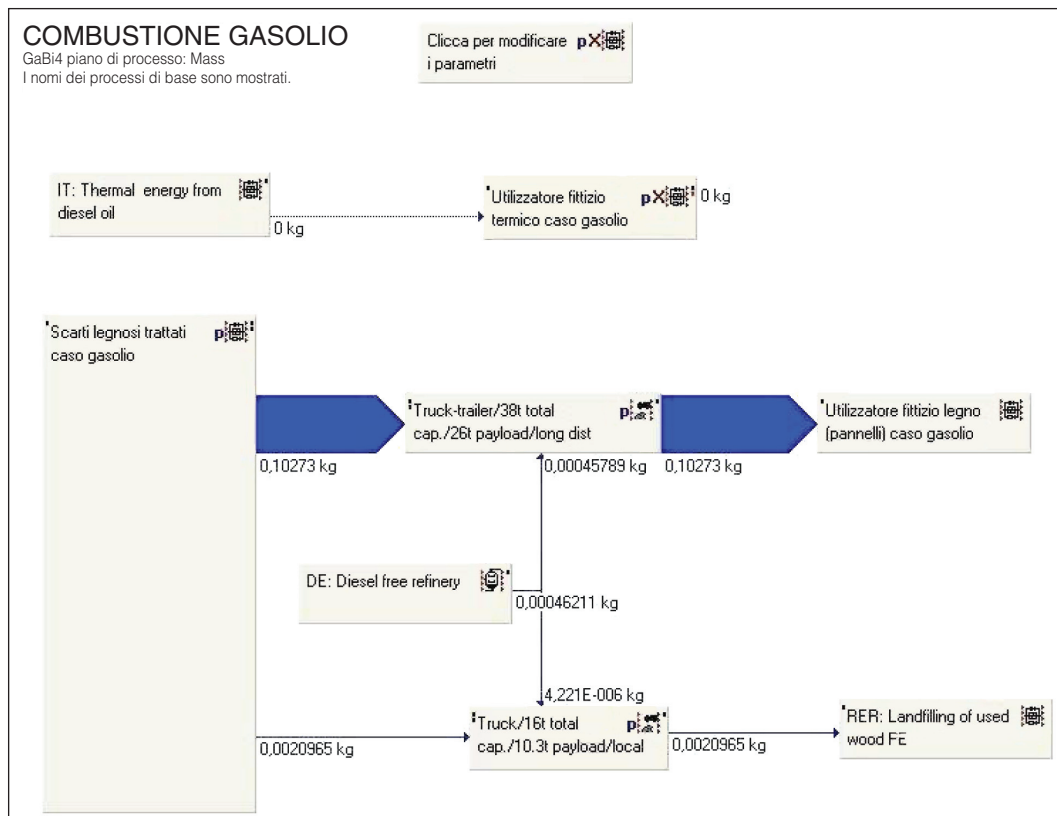 COMBUSTIONE GASOLIO
GaBi4 piano di processo: Mass
I nomi dei processi di base sono mostrati.
Clicca per modificare pX
i parametri
IT: Thermal energy from
diesel oil
0 kg
Utilizzatore fittizio pX
termico caso gasolio
0 kg
Scarti legnosi trattati p
caso gasolio
0,10273 kg
Truck-trailer/38t total p
cap./26t payload/long dist
0,00045789 kg
0,10273 kg
Utilizzatore fittizio legno
(pannelli) caso gasolio
DE: Diesel free refinery
0,00046211 kg
4,221E-006 kg
0,0020965 kg
Truck/16t total p
cap./10.3t payload/local
0,0020965 kg
RER: Landfilling of used
wood FE